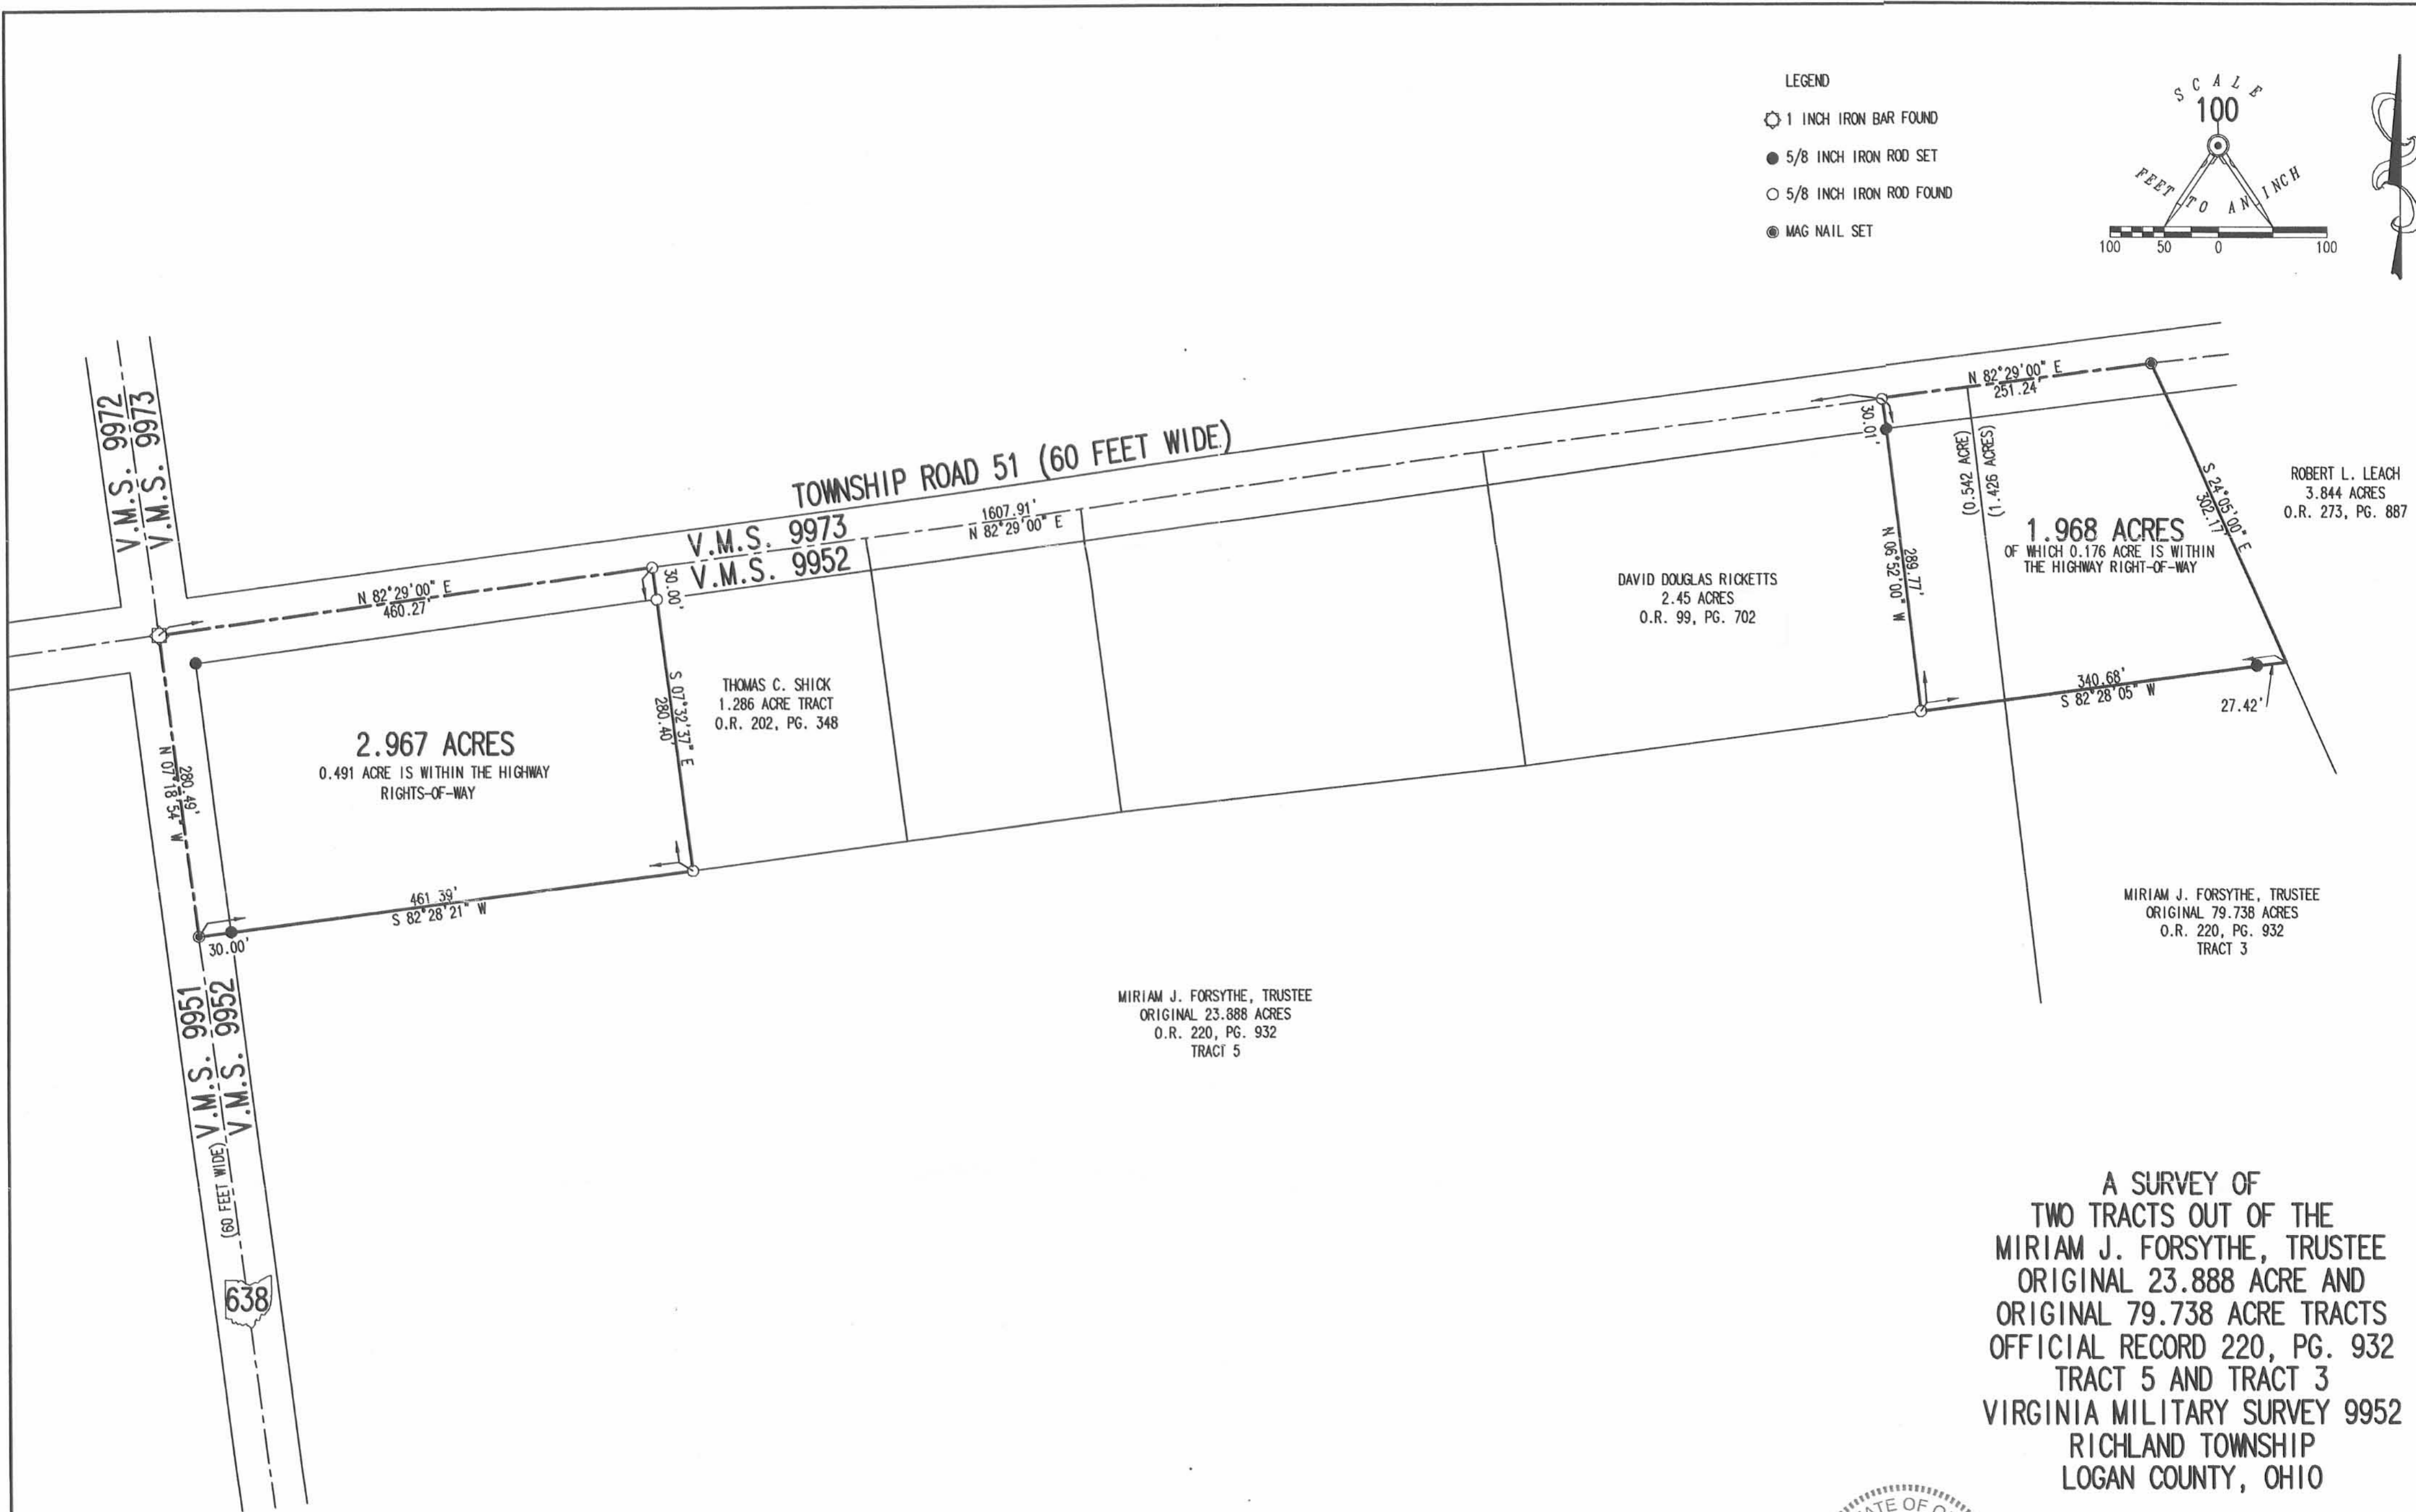 LEGEND
1 INCH IRON BAR FOUND
5/8 INCH IRON ROD SET
5/8 INCH IRON ROD FOUND
MAG NAIL SET
SCALE
100
FEET TO AN INCH
100 50 0 100
V.M.S. 9972
V.M.S. 9973
TOWNSHIP ROAD 51 (60 FEET WIDE)
V.M.S. 9973
V.M.S. 9952
1607.91'
N 82°29'00" E
N 82°29'00" E
251.24'
30.01'
(0.542 ACRE)
(1.426 ACRES)
S 24°05'00" E
302.17'
ROBERT L. LEACH
3.844 ACRES
O.R. 273, PG. 887
1.968 ACRES
OF WHICH 0.176 ACRE IS WITHIN
THE HIGHWAY RIGHT-OF-WAY
289.77'
N 06°52'00" W
DAVID DOUGLAS RICKETTS
2.45 ACRES
O.R. 99, PG. 702
340.68'
S 82°28'05" W
27.42'
N 82°29'00" E
460.27'
30.00'
S 07°32'37" E
280.40'
THOMAS C. SHICK
1.286 ACRE TRACT
O.R. 202, PG. 348
2.967 ACRES
0.491 ACRE IS WITHIN THE HIGHWAY
RIGHTS-OF-WAY
280.49'
N 07°18'54" W
461.39'
S 82°28'21" W
30.00'
V.M.S. 9951
V.M.S. 9952
(60 FEET WIDE)
638
MIRIAM J. FORSYTHE, TRUSTEE
ORIGINAL 23.888 ACRES
O.R. 220, PG. 932
TRACT 5
MIRIAM J. FORSYTHE, TRUSTEE
ORIGINAL 79.738 ACRES
O.R. 220, PG. 932
TRACT 3
A SURVEY OF
TWO TRACTS OUT OF THE
MIRIAM J. FORSYTHE, TRUSTEE
ORIGINAL 23.888 ACRE AND
ORIGINAL 79.738 ACRE TRACTS
OFFICIAL RECORD 220, PG. 932
TRACT 5 AND TRACT 3
VIRGINIA MILITARY SURVEY 9952
RICHLAND TOWNSHIP
LOGAN COUNTY, OHIO
OF